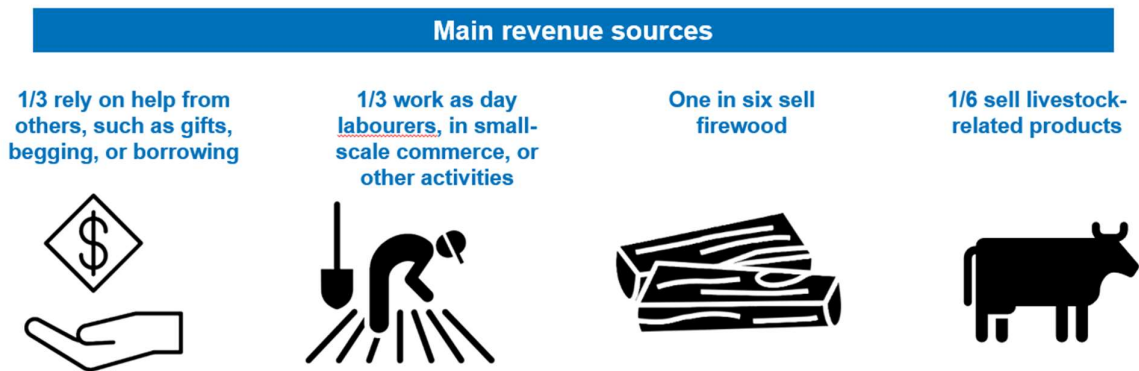 Main revenue sources
1/3 rely on help from
others, such as gifts,
begging, or borrowing
1/3 work as day
labourers, in small-
scale commerce, or
other activities
One in six sell
firewood
1/6 sell livestock-
related products
$